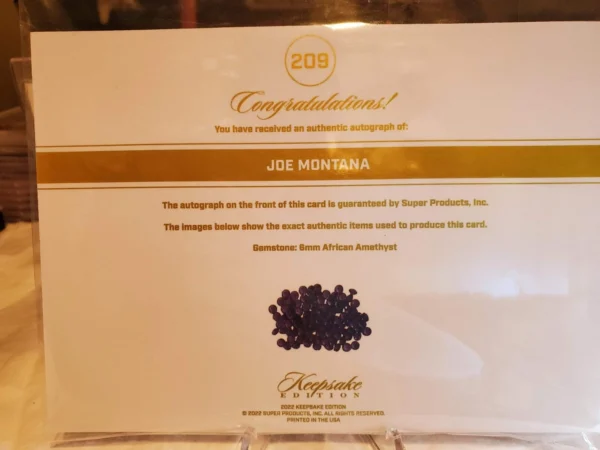 209
Congratulations!
You have received an authentic autograph of:
JOE MONTANA
The autograph on the front of this card is guaranteed by Super Products, Inc.
The images below show the exact authentic items used to produce this card.
Gemstone: 6mm African Amethyst
Keepsake
EDITION
2022 KEEPSAKE EDITION
© 2022 SUPER PRODUCTS, INC. ALL RIGHTS RESERVED.
PRINTED IN THE USA